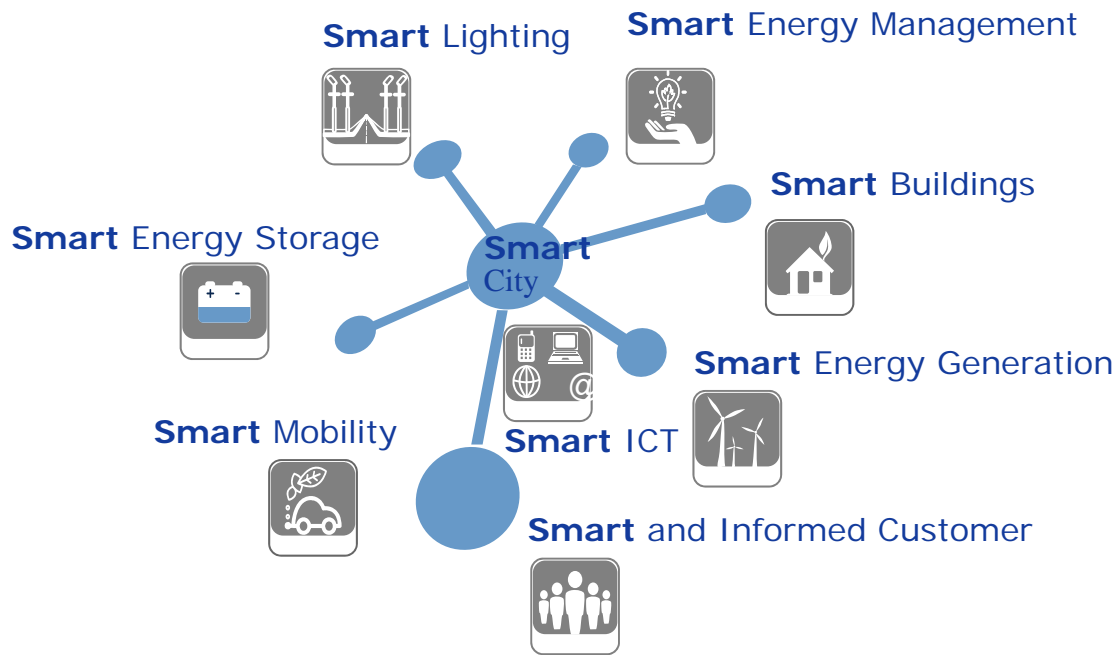 Smart Lighting
Smart Energy Management
Smart Buildings
Smart Energy Storage
Smart
City
+ -
@
Smart Energy Generation
Smart Mobility
Smart ICT
Smart and Informed Customer